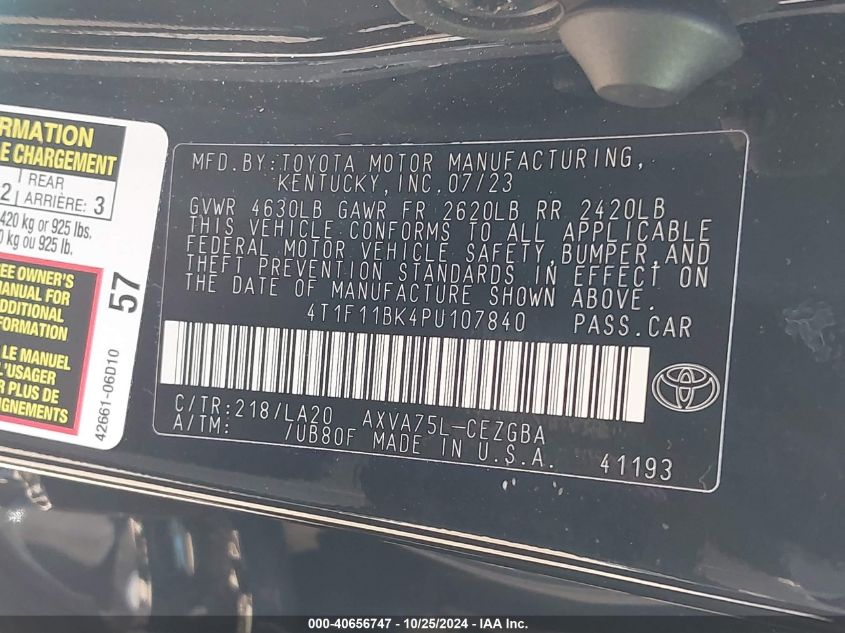 ORMATION
E CHARGEMENT
2 REAR
ARRIÈRE: 3
420 kg or 925 lbs.
0 kg ou 925 lb.
EE OWNER'S
MANUAL FOR
ADDITIONAL
FORMATION
LE MANUEL
L'USAGER
R PLUS DE
IGNEMENTS
57
42661-06D10
MFD.BY:TOYOTA MOTOR MANUFACTURING,
KENTUCKY,INC.07/23
GVWR 4630LB GAWR FR 2620LB RR 2420LB
THIS VEHICLE CONFORMS TO ALL APPLICABLE
FEDERAL MOTOR VEHICLE SAFETY,BUMPER,AND
THEFT PREVENTION STANDARDS IN EFFECT ON
THE DATE OF MANUFACTURE SHOWN ABOVE.
4T1F11BK4PU107840 PASS.CAR
C/TR:218/LA20 AXVA75L-CEZGBA
A/TM: /UB80F MADE IN U.S.A.
41193
000-40656747 - 10/25/2024 - IAA Inc.